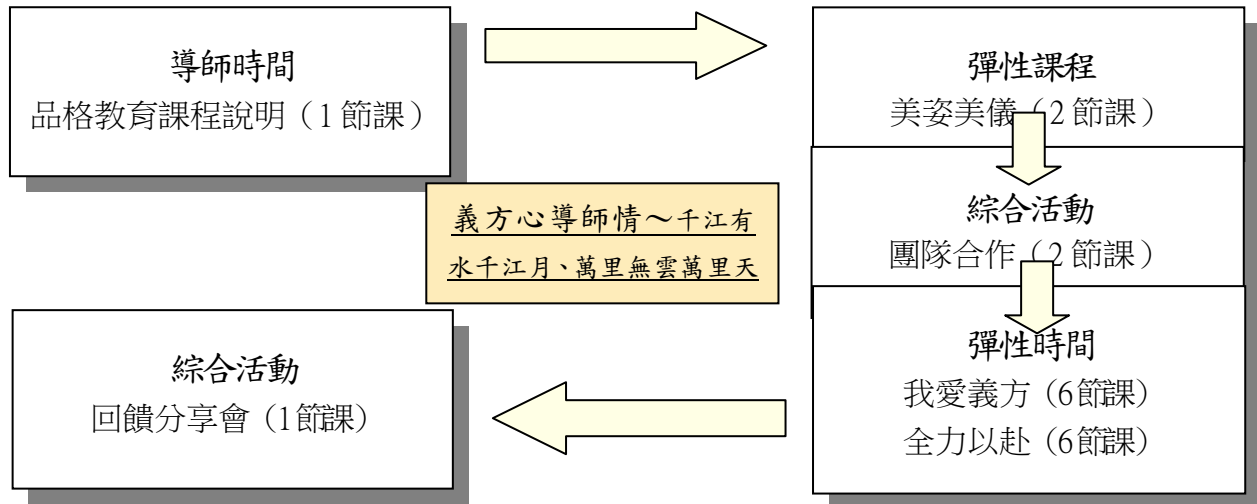 導師時間
品格教育課程說明（1節課）
彈性課程
美姿美儀（2節課）
綜合活動
團隊合作（2節課）
義方心導師情～千江有
水千江月、萬里無雲萬里天
彈性時間
我愛義方（6節課）
全力以赴（6節課）
綜合活動
回饋分享會（1節課）